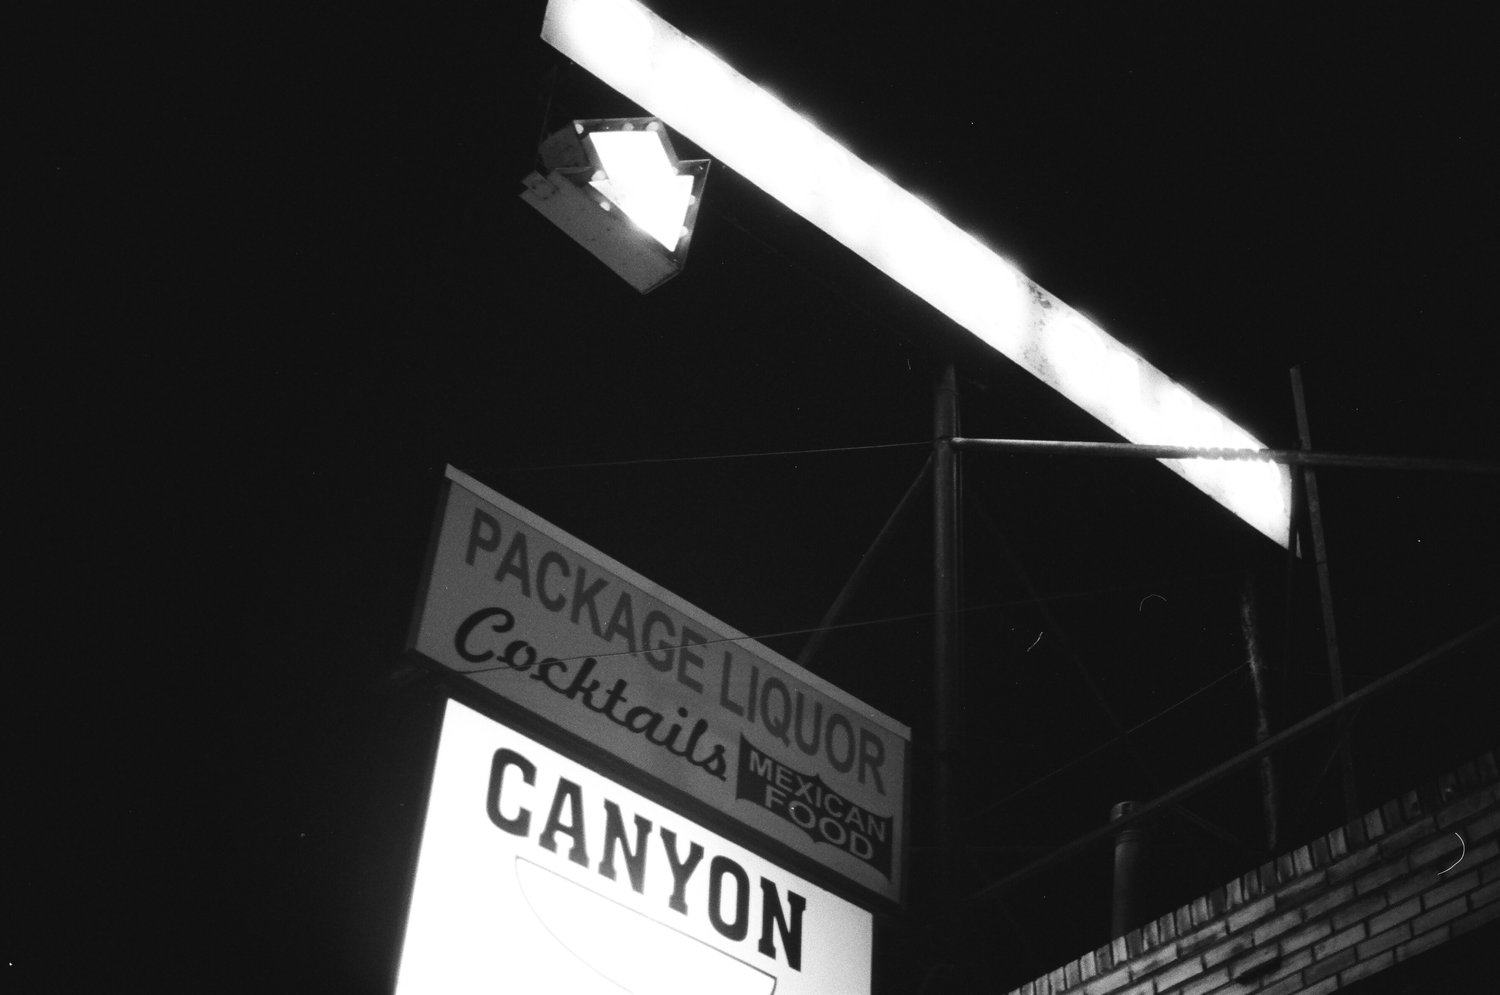 PACKAGE LIQUOR
Cocktails
MEXICAN
FOOD
CANYON